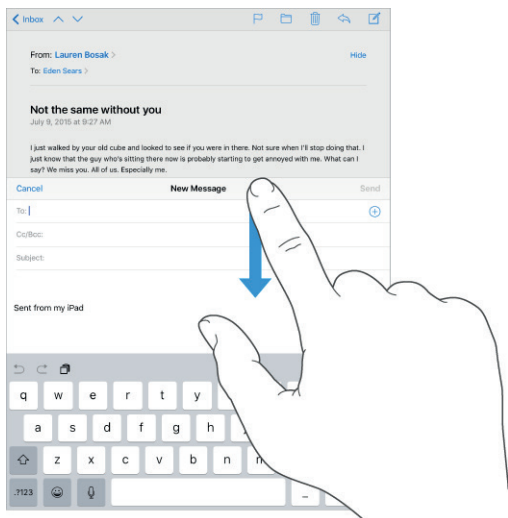 Inbox
From: Lauren Bosak
Hide
To: Eden Sears
Not the same without you
July 9, 2015 at 9:27 AM
I just walked by your old cube and looked to see if you were in there. Not sure when I'll stop doing that. I
just know that the guy who's sitting there now is probably starting to get annoyed with me. What can I
say? We miss you. All of us. Especially me.
Cancel New Message Send
To:
Cc/Bcc:
Subject:
Sent from my iPad
q w e r t y
a s d f g h
z x c v b n m
.?123 _